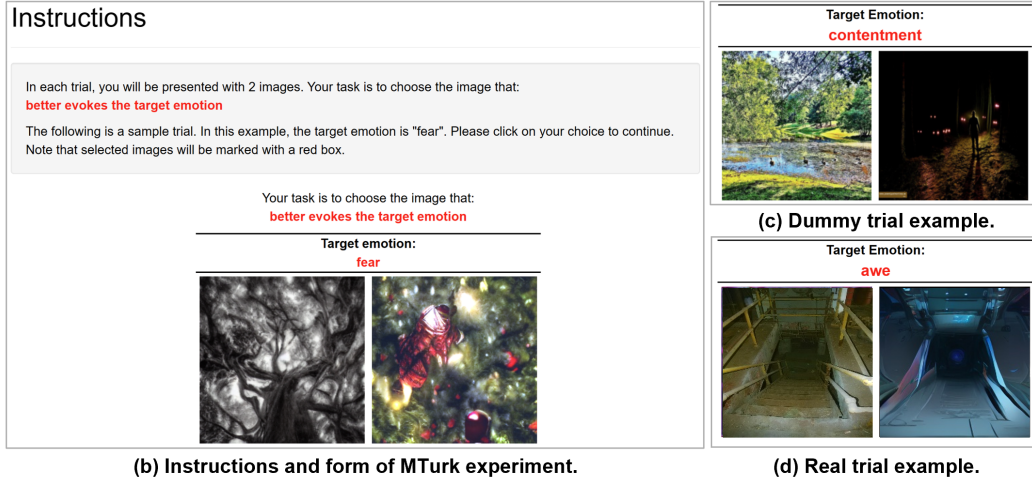 Instructions
In each trial, you will be presented with 2 images. Your task is to choose the image that:
better evokes the target emotion
The following is a sample trial. In this example, the target emotion is "fear". Please click on your choice to continue.
Note that selected images will be marked with a red box.
Your task is to choose the image that:
better evokes the target emotion
Target emotion:
fear
(b) Instructions and form of MTurk experiment.
Target Emotion:
contentment
(c) Dummy trial example.
Target Emotion:
awe
(d) Real trial example.